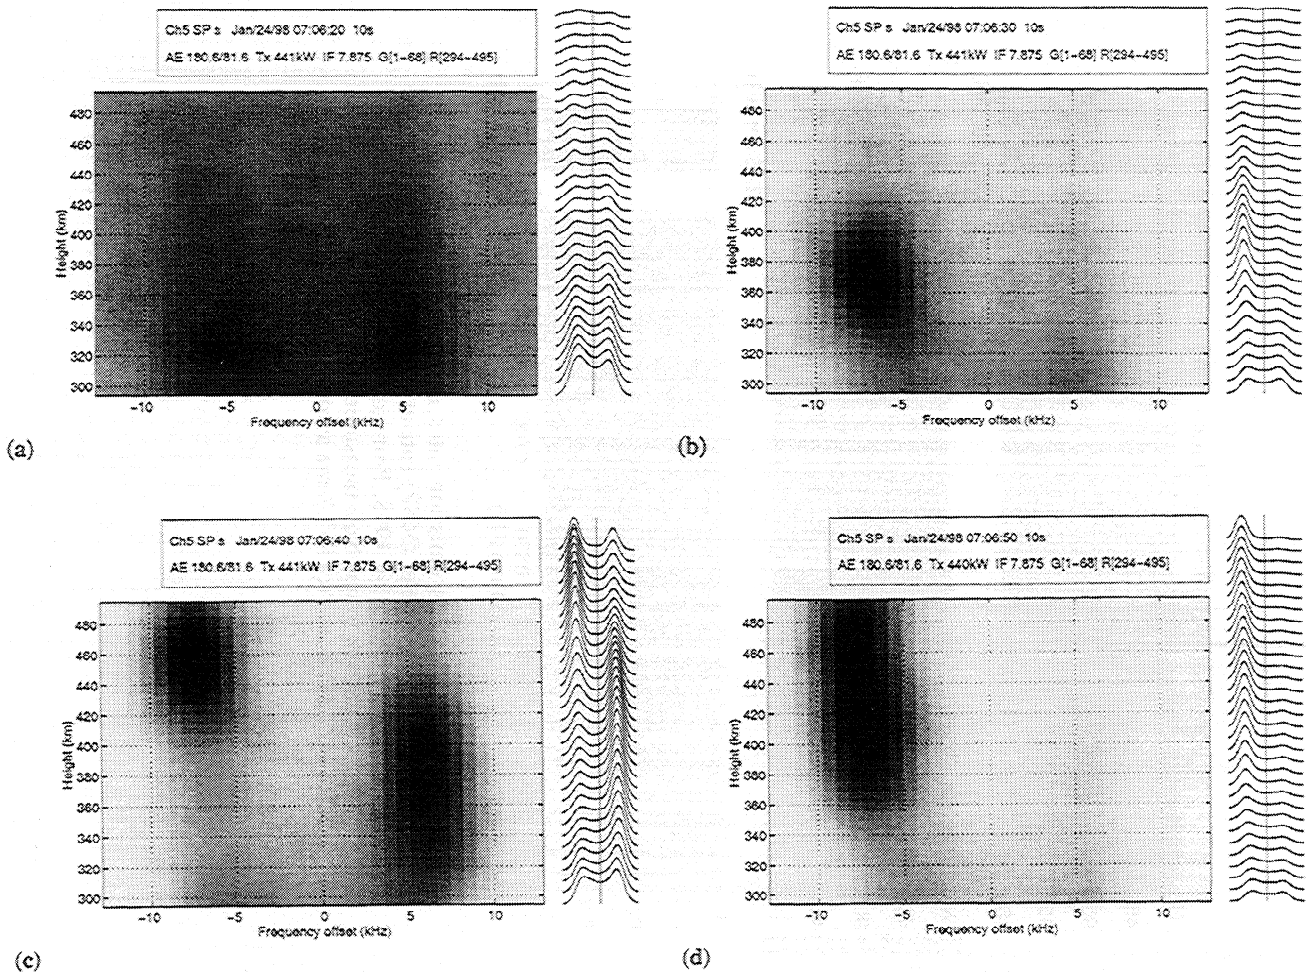 Ch5 SP s Jan/24/98 07:06:20 10s
AE 180.6/81.6 Tx 441kW IF 7.875 G[1-68] R[294-495]
480
460
440
420
400
380
360
340
320
300
Height (km)
-10 -5 0 5 10
Frequency offset (kHz)
(a)
Ch5 SP s Jan/24/98 07:06:30 10s
AE 180.6/81.6 Tx 441kW IF 7.875 G[1-68] R[294-495]
480
460
440
420
400
380
360
340
320
300
Height (km)
-10 -5 0 5 10
Frequency offset (kHz)
(b)
Ch5 SP s Jan/24/98 07:06:40 10s
AE 180.6/81.6 Tx 441kW IF 7.875 G[1-68] R[294-495]
480
460
440
420
400
380
360
340
320
300
Height (km)
-10 -5 0 5 10
Frequency offset (kHz)
(c)
Ch5 SP s Jan/24/98 07:06:50 10s
AE 180.6/81.6 Tx 440kW IF 7.875 G[1-68] R[294-495]
480
460
440
420
400
380
360
340
320
300
Height (km)
-10 -5 0 5 10
Frequency offset (kHz)
(d)